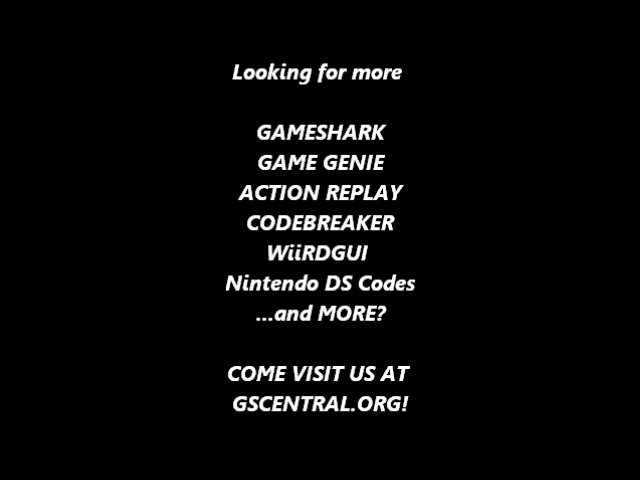 Looking for more
GAMESHARK
GAME GENIE
ACTION REPLAY
CODEBREAKER
WiiRDGUI
Nintendo DS Codes
...and MORE?
COME VISIT US AT
GSCENTRAL.ORG!